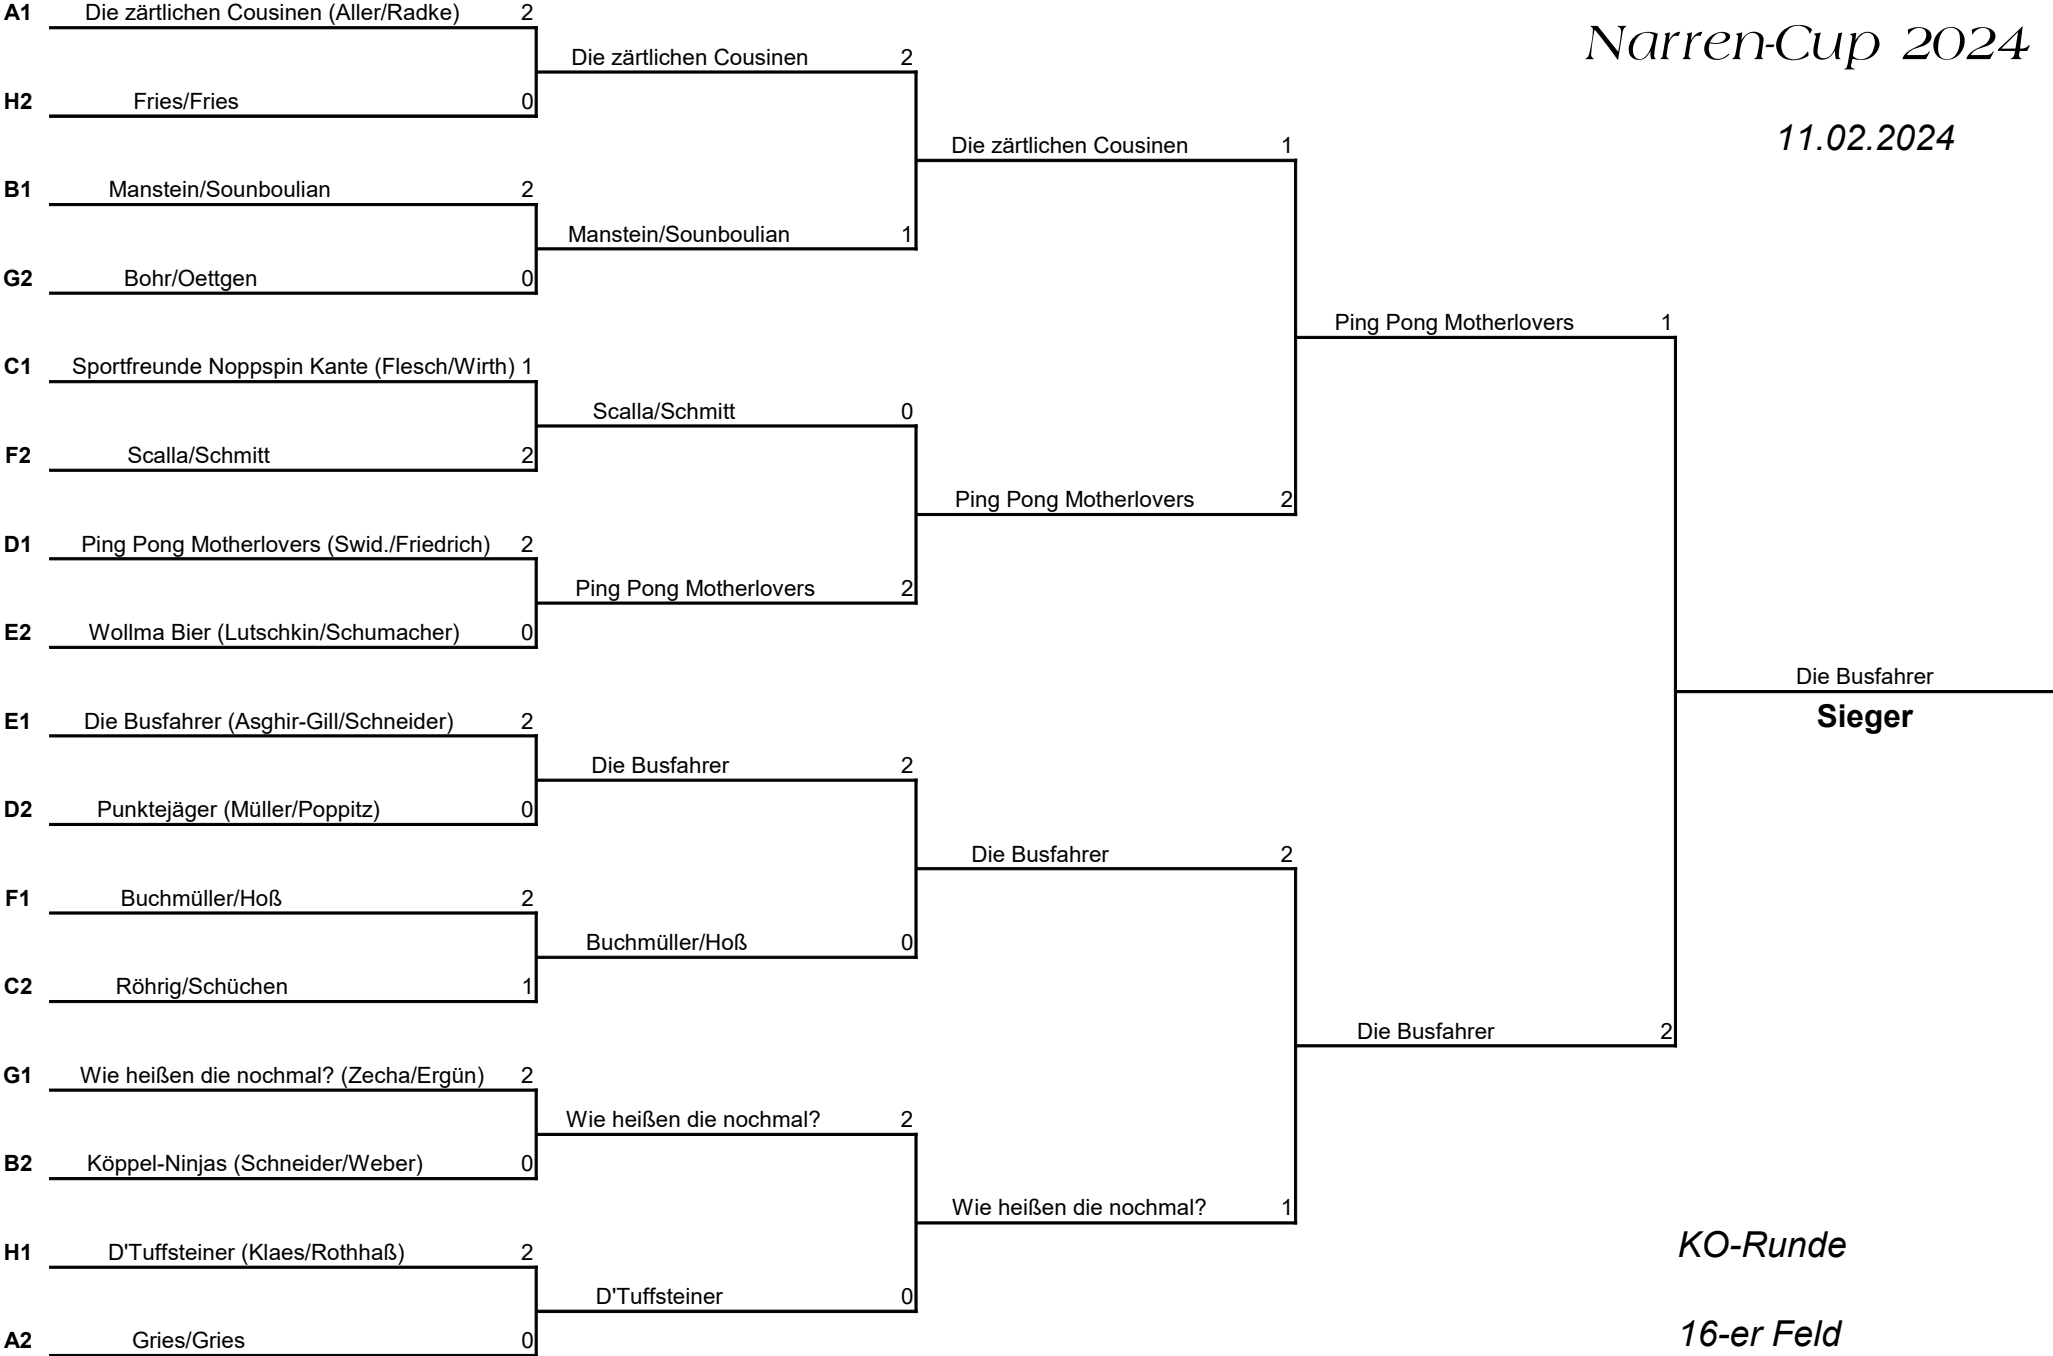 A1 Die zärtlichen Cousinen (Aller/Radke) 2
Narren-Cup 2024
Die zärtlichen Cousinen 2
H2 Fries/Fries 0
11.02.2024
Die zärtlichen Cousinen 1
B1 Manstein/Sounboulian 2
Manstein/Sounboulian 1
G2 Bohr/Oettgen 0
Ping Pong Motherlovers 1
C1 Sportfreunde Noppspin Kante (Flesch/Wirth) 1
Scalla/Schmitt 0
F2 Scalla/Schmitt 2
Ping Pong Motherlovers 2
D1 Ping Pong Motherlovers (Swid./Friedrich) 2
Ping Pong Motherlovers 2
E2 Wollma Bier (Lutschkin/Schumacher) 0
Die Busfahrer
Sieger
E1 Die Busfahrer (Asghir-Gill/Schneider) 2
Die Busfahrer 2
D2 Punktejäger (Müller/Poppitz) 0
Die Busfahrer 2
F1 Buchmüller/Hoß 2
Buchmüller/Hoß 0
C2 Röhrig/Schüchen 1
Die Busfahrer 2
G1 Wie heißen die nochmal? (Zecha/Ergün) 2
Wie heißen die nochmal? 2
B2 Köppel-Ninjas (Schneider/Weber) 0
Wie heißen die nochmal? 1
H1 D'Tuffsteiner (Klaes/Rothhaß) 2
KO-Runde
D'Tuffsteiner 0
A2 Gries/Gries 0
16-er Feld